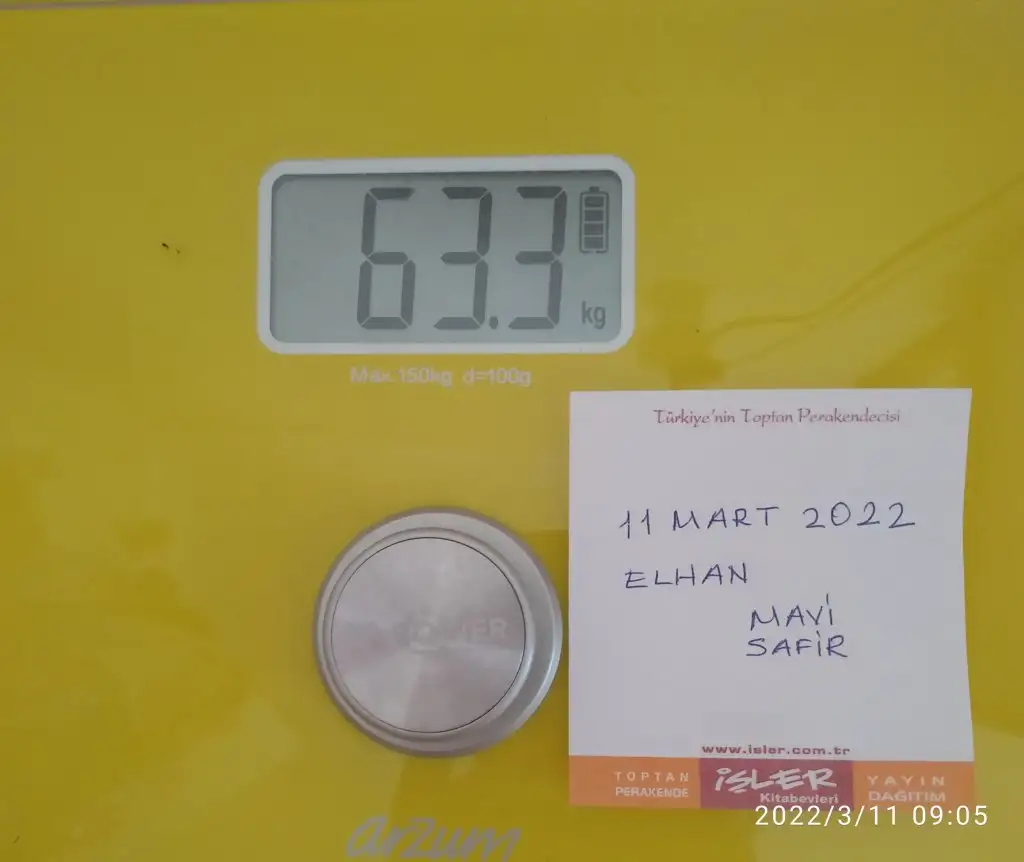 63.3
kg
Max.150kg d=100g
Türkiye'nin Toptan Perakendecisi
11 MART 2022
ELHAN
MAVİ
SAFİR
www.isler.com.tr
TOPTAN
PERAKENDE
İŞLER
Kitabevleri
YAYIN
DAĞITIM
2022/3/11 09:05
arzum